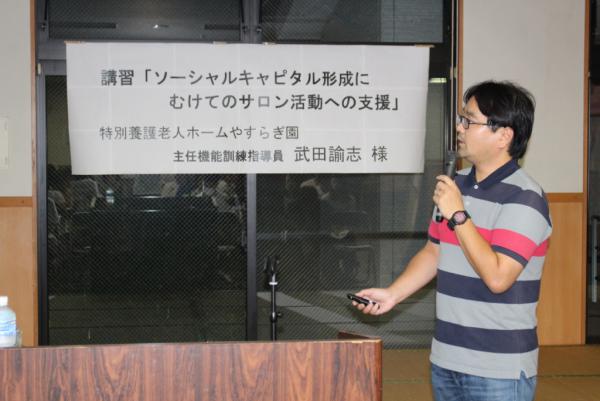 講習「ソーシャルキャピタル形成に
むけてのサロン活動への支援」
特別養護老人ホームやすらぎ園
主任機能訓練指導員 武田諭志 様